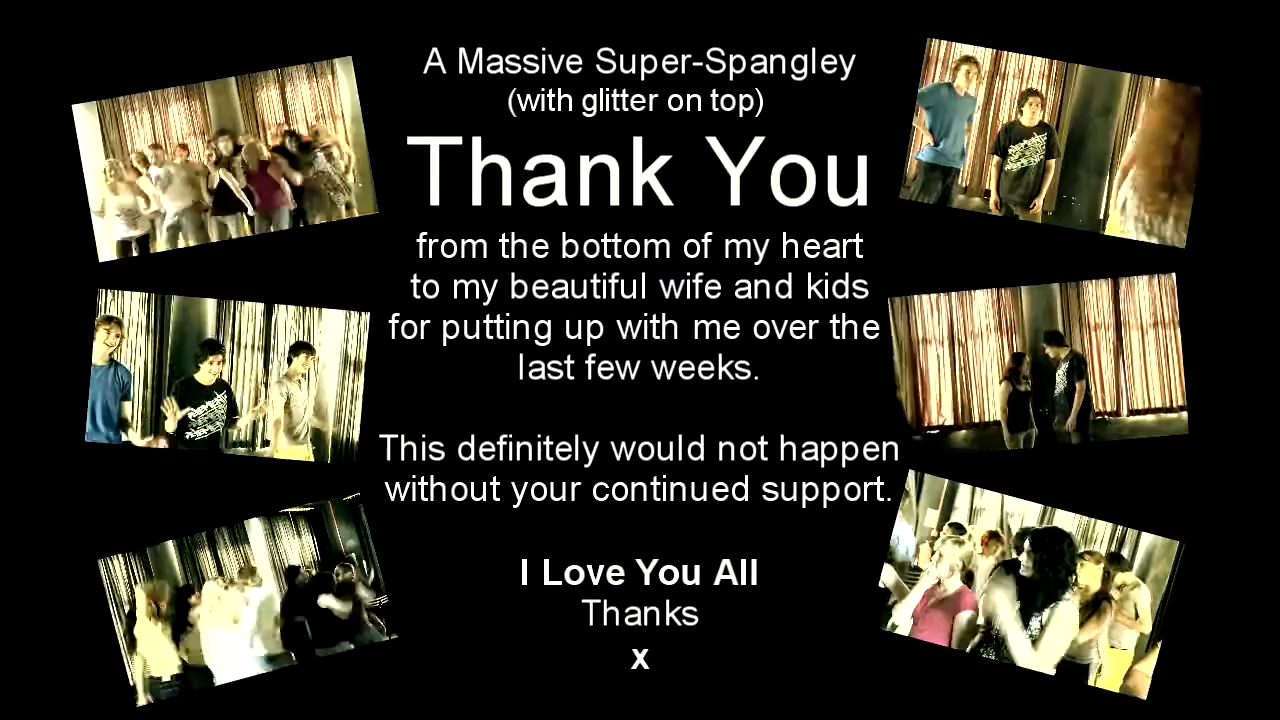 A Massive Super-Spangley
(with glitter on top)
Thank You
from the bottom of my heart
to my beautiful wife and kids
for putting up with me over the
last few weeks.
This definitely would not happen
without your continued support.
I Love You All
Thanks
x